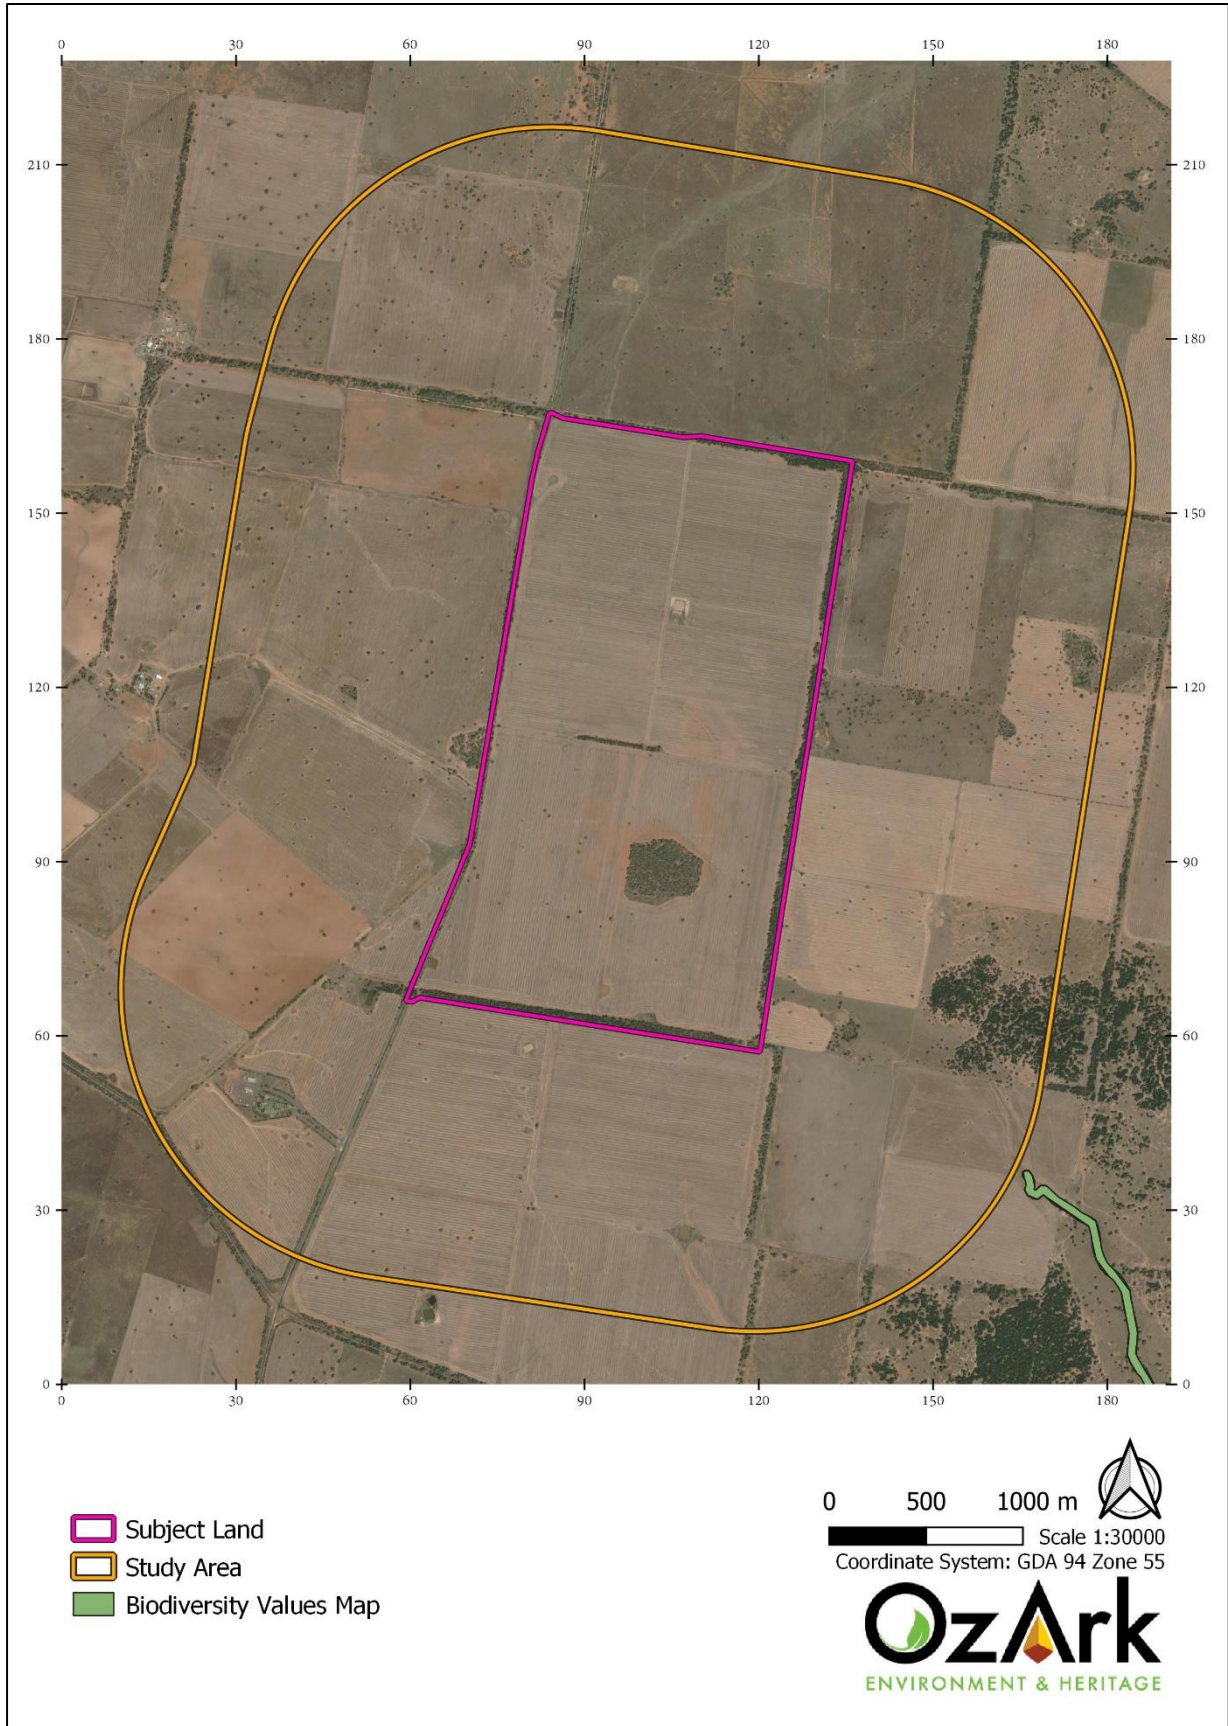 0 30 60 90 120 150 180
210 210
180 180
150 150
120 120
90 90
60 60
30 30
0 0
0 30 60 90 120 150 180
Subject Land
Study Area
Biodiversity Values Map
0 500 1000 m
Scale 1:30000
Coordinate System: GDA 94 Zone 55
OzArk
ENVIRONMENT & HERITAGE